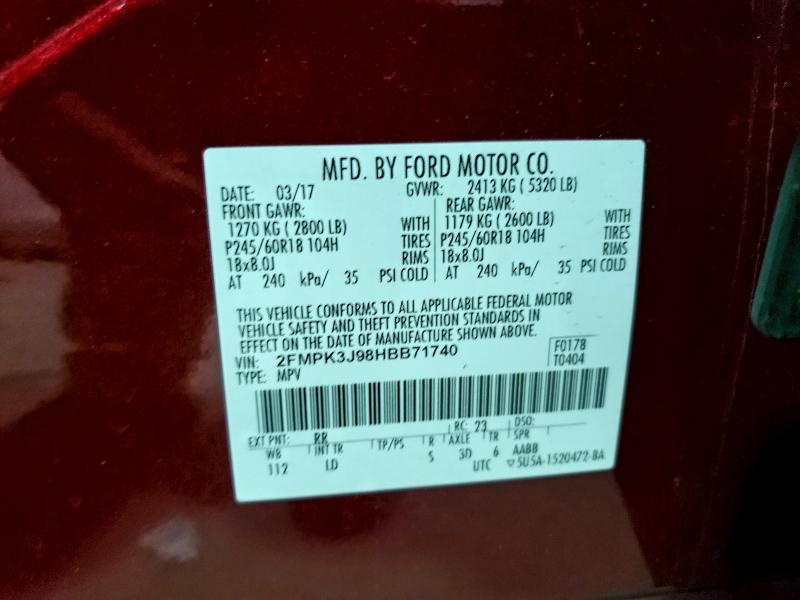 MFD. BY FORD MOTOR CO.
DATE: 03/17 GVWR: 2413 KG ( 5320 LB)
FRONT GAWR: REAR GAWR:
1270 KG ( 2800 LB) WITH 1179 KG ( 2600 LB) WITH
P245/60R18 104H TIRES P245/60R18 104H TIRES
18x8.0J RIMS 18x8.0J RIMS
AT 240 kPa/ 35 PSI COLD AT 240 kPa/ 35 PSI COLD
THIS VEHICLE CONFORMS TO ALL APPLICABLE FEDERAL MOTOR
VEHICLE SAFETY AND THEFT PREVENTION STANDARDS IN
EFFECT ON THE DATE OF MANUFACTURE SHOWN ABOVE.
VIN: 2FMPK3J98HBB71740 F0178
TYPE: MPV T0404
EXT PNT: RR RC: 23 DSO:
WB INT TR TP/PS R AXLE TR SPR
112 LD S 3D 6 AABB
UTC 5U5A-1520472-BA